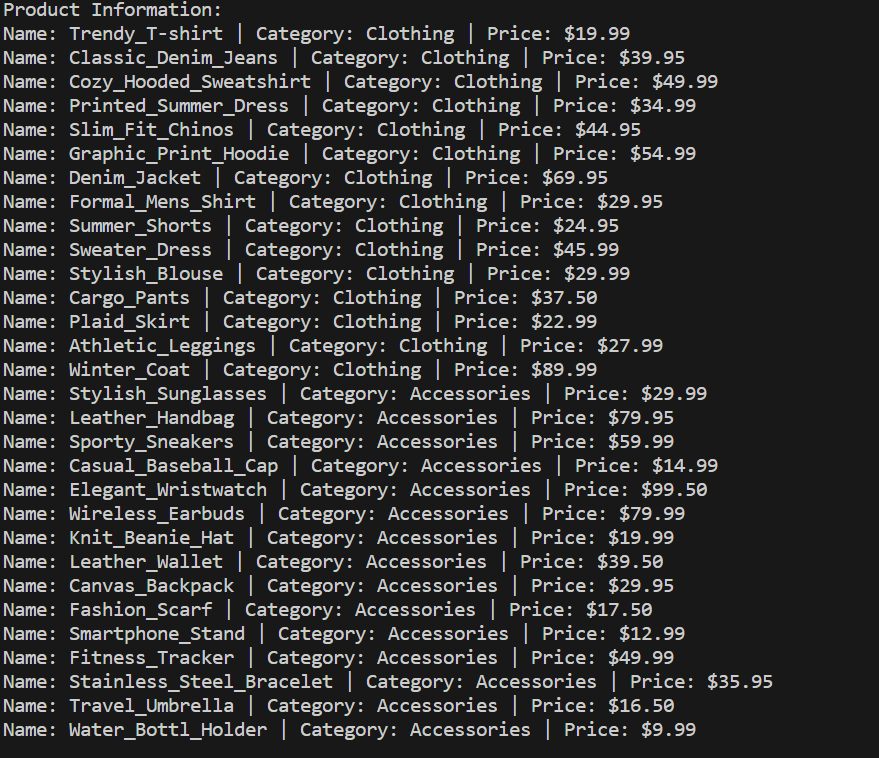 Product Information:
Name: Trendy_T-shirt | Category: Clothing | Price: $19.99
Name: Classic_Denim_Jeans | Category: Clothing | Price: $39.95
Name: Cozy_Hooded_Sweatshirt | Category: Clothing | Price: $49.99
Name: Printed_Summer_Dress | Category: Clothing | Price: $34.99
Name: Slim_Fit_Chinos | Category: Clothing | Price: $44.95
Name: Graphic_Print_Hoodie | Category: Clothing | Price: $54.99
Name: Denim_Jacket | Category: Clothing | Price: $69.95
Name: Formal_Mens_Shirt | Category: Clothing | Price: $29.95
Name: Summer_Shorts | Category: Clothing | Price: $24.95
Name: Sweater_Dress | Category: Clothing | Price: $45.99
Name: Stylish_Blouse | Category: Clothing | Price: $29.99
Name: Cargo_Pants | Category: Clothing | Price: $37.50
Name: Plaid_Skirt | Category: Clothing | Price: $22.99
Name: Athletic_Leggings | Category: Clothing | Price: $27.99
Name: Winter_Coat | Category: Clothing | Price: $89.99
Name: Stylish_Sunglasses | Category: Accessories | Price: $29.99
Name: Leather_Handbag | Category: Accessories | Price: $79.95
Name: Sporty_Sneakers | Category: Accessories | Price: $59.99
Name: Casual_Baseball_Cap | Category: Accessories | Price: $14.99
Name: Elegant_Wristwatch | Category: Accessories | Price: $99.50
Name: Wireless_Earbuds | Category: Accessories | Price: $79.99
Name: Knit_Beanie_Hat | Category: Accessories | Price: $19.99
Name: Leather_Wallet | Category: Accessories | Price: $39.50
Name: Canvas_Backpack | Category: Accessories | Price: $29.95
Name: Fashion_Scarf | Category: Accessories | Price: $17.50
Name: Smartphone_Stand | Category: Accessories | Price: $12.99
Name: Fitness_Tracker | Category: Accessories | Price: $49.99
Name: Stainless_Steel_Bracelet | Category: Accessories | Price: $35.95
Name: Travel_Umbrella | Category: Accessories | Price: $16.50
Name: Water_Bottl_Holder | Category: Accessories | Price: $9.99